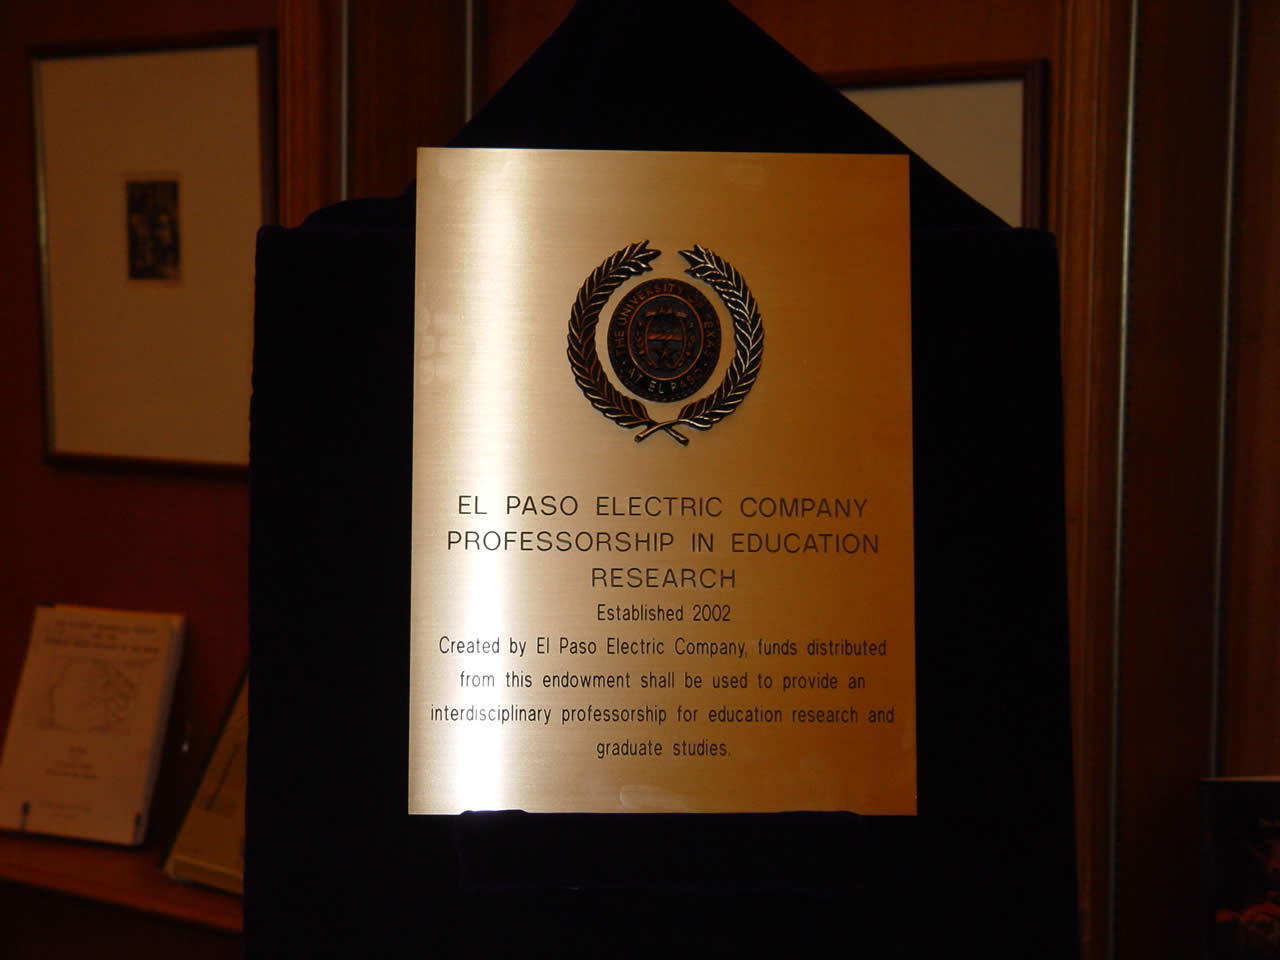 THE UNIVERSITY OF TEXAS
AT EL PASO
EL PASO ELECTRIC COMPANY
PROFESSORSHIP IN EDUCATION
RESEARCH
Established 2002
Created by El Paso Electric Company, funds distributed
from this endowment shall be used to provide an
interdisciplinary professorship for education research and
graduate studies.